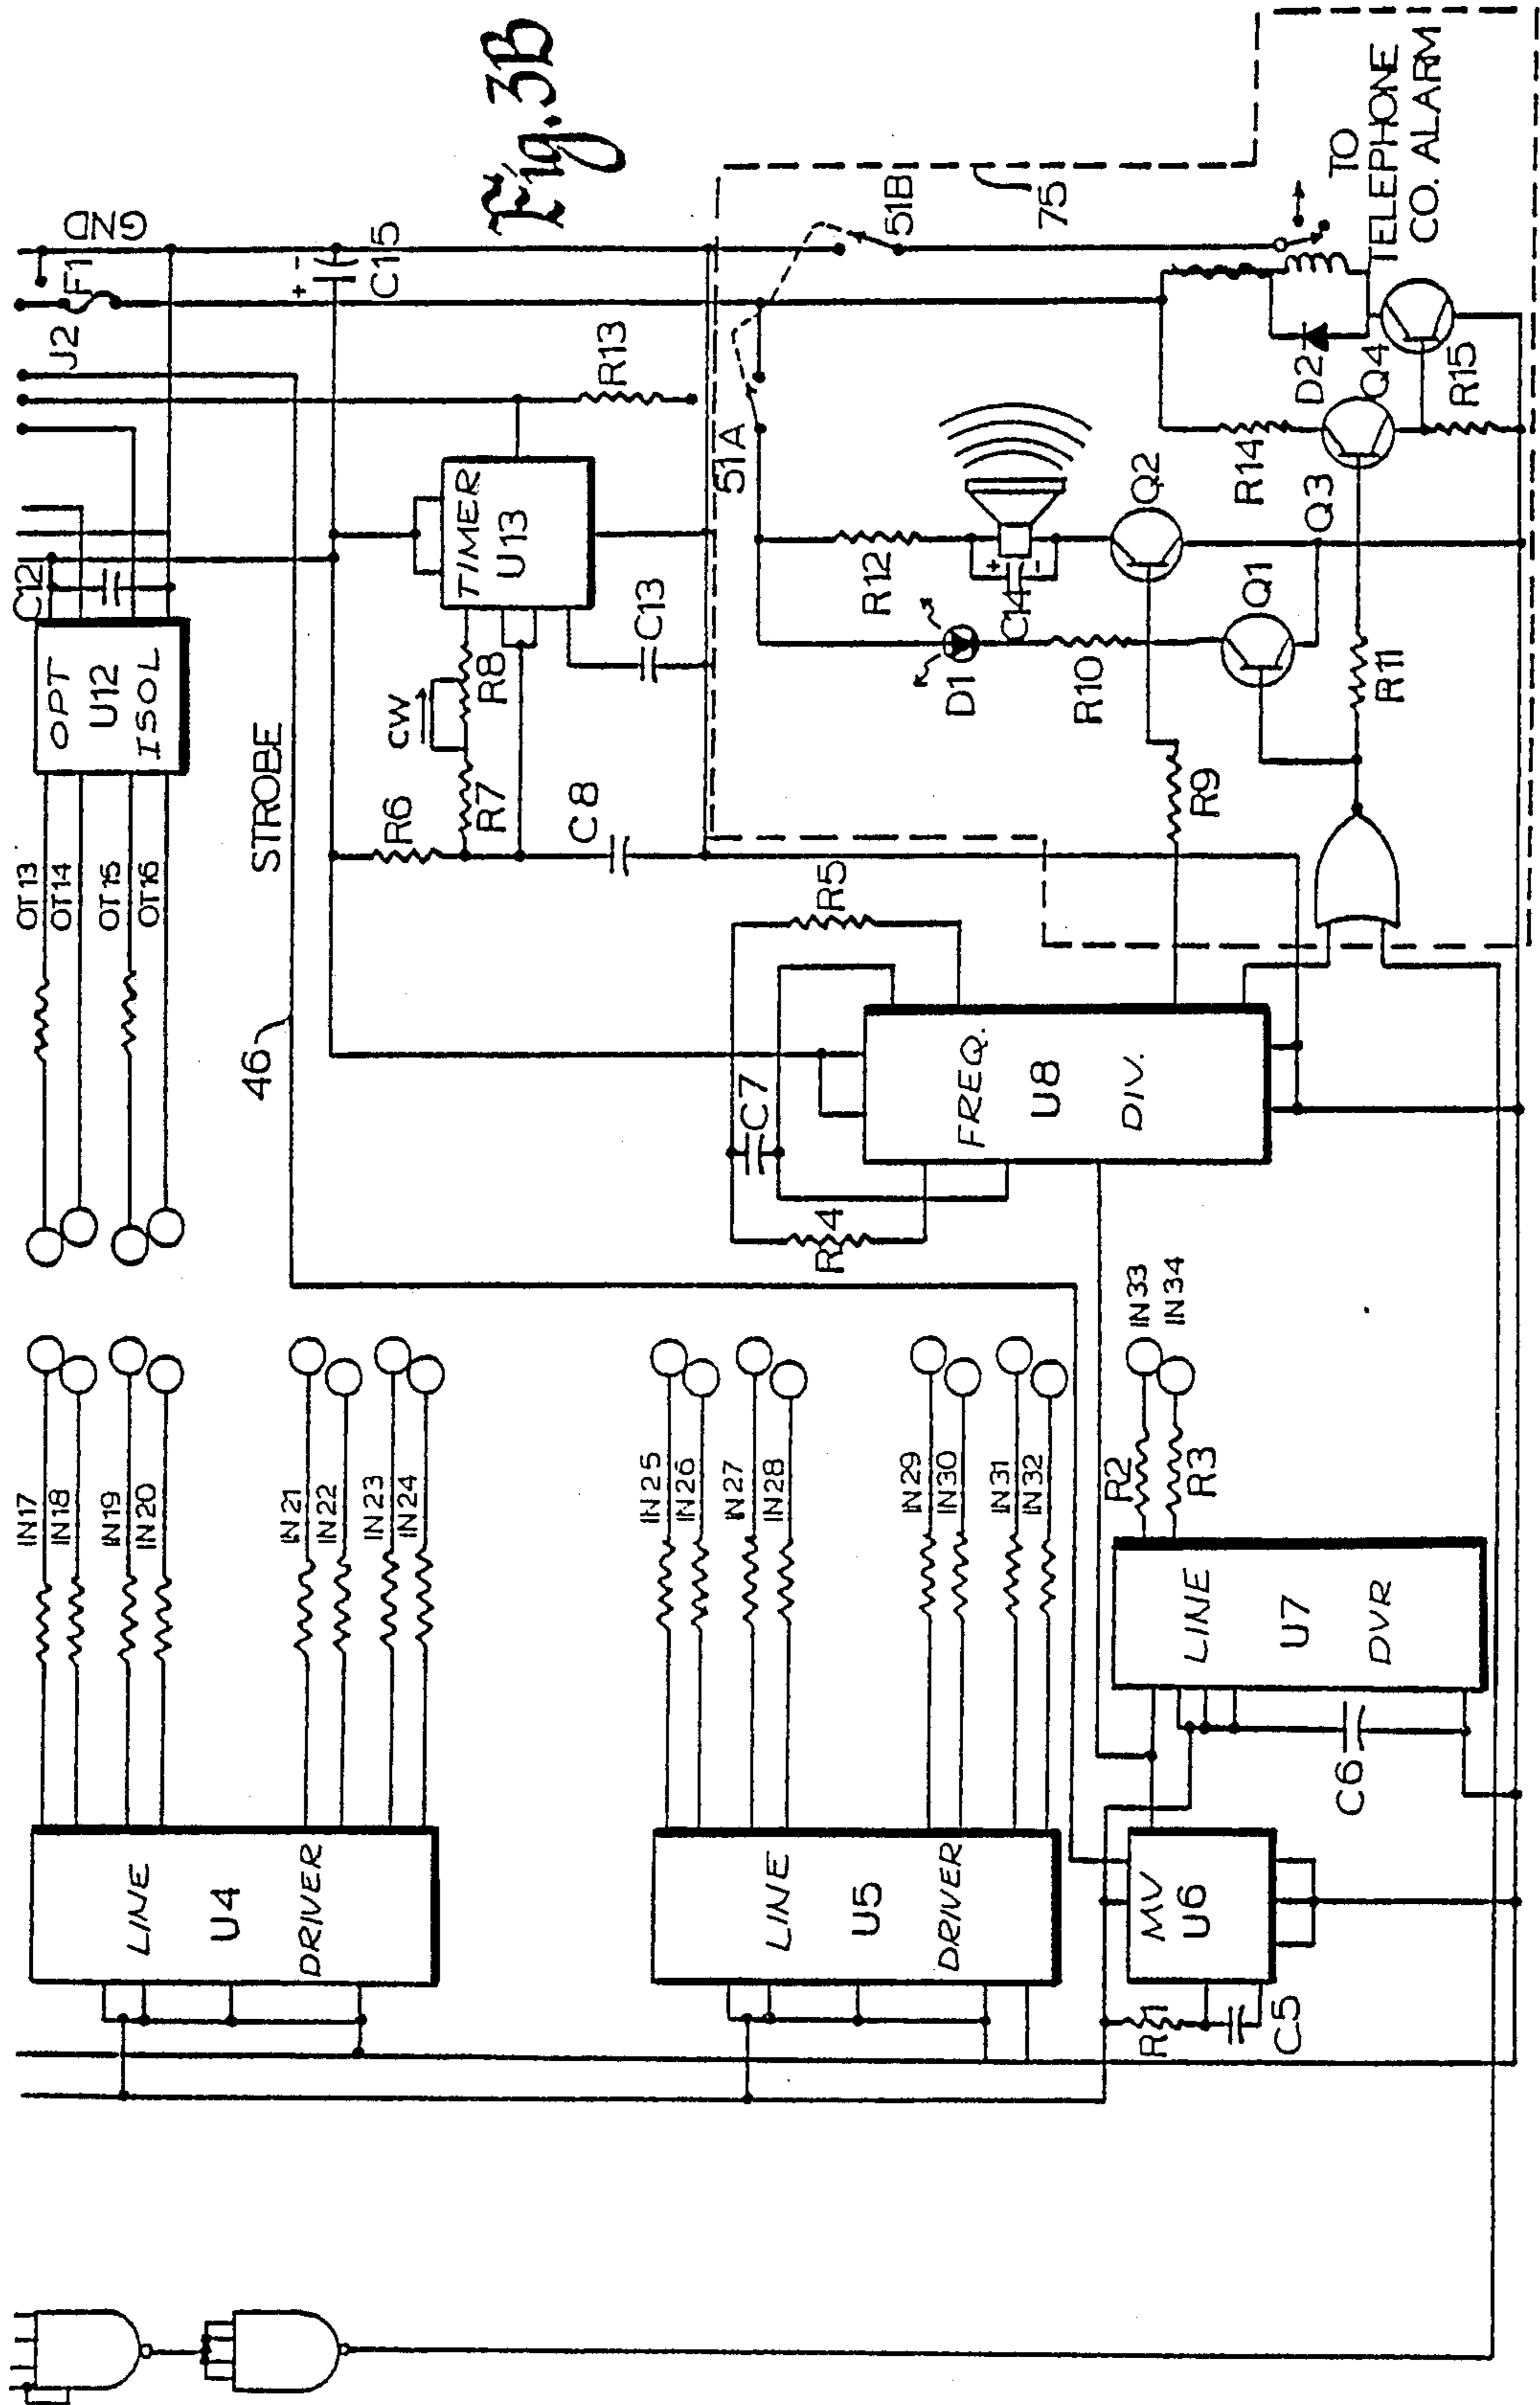 Fig. 3B
GND
F1
J2
+ -
C15
C12
OPT
U12
ISOL
OT13
OT14
OT15
OT16
STROBE
46
TIMER
U13
R13
CW
R8
R7
R6
C8
C13
51A
51B
75
TO
TELEPHONE
CO. ALARM
R12
+
-
C14
D1
R10
Q2
Q1
R9
R11
R14
Q3
D2
Q4
R15
R5
C7
R4
FREQ.
U8
DIV.
IN17
IN18
IN19
IN20
IN21
IN22
IN23
IN24
LINE
U4
DRIVER
IN25
IN26
IN27
IN28
IN29
IN30
IN31
IN32
LINE
U5
DRIVER
IN33
IN34
R2
R3
LINE
U7
DVR
C6
MV
U6
R1
C5